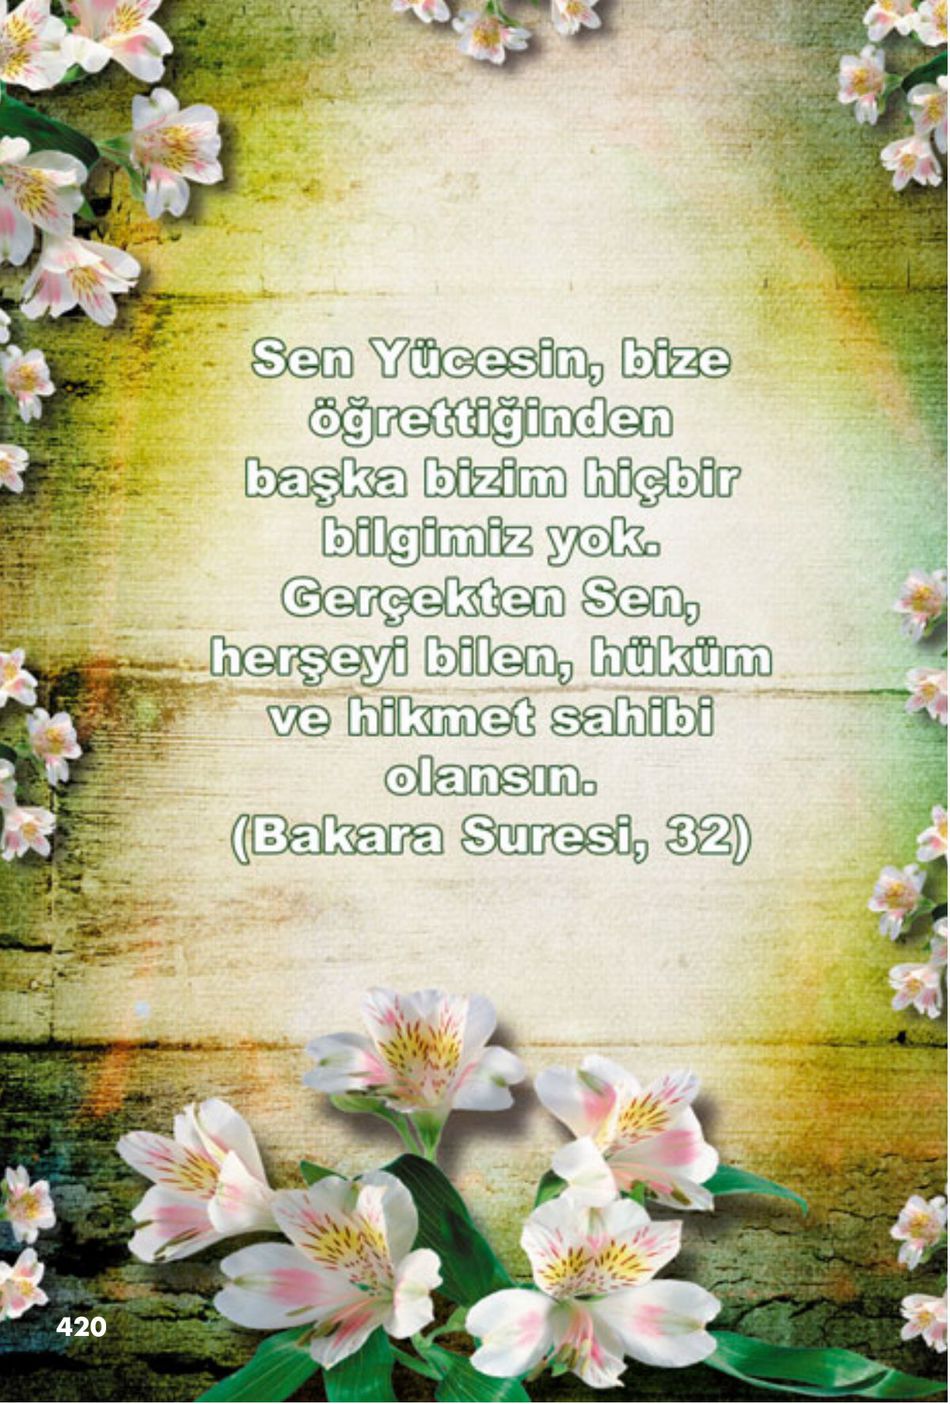 Sen Yücesin, bize
öğrettiğinden
başka bizim hiçbir
bilgimiz yok.
Gerçekten Sen,
herşeyi bilen, hüküm
ve hikmet sahibi
olansın.
(Bakara Suresi, 32)
420